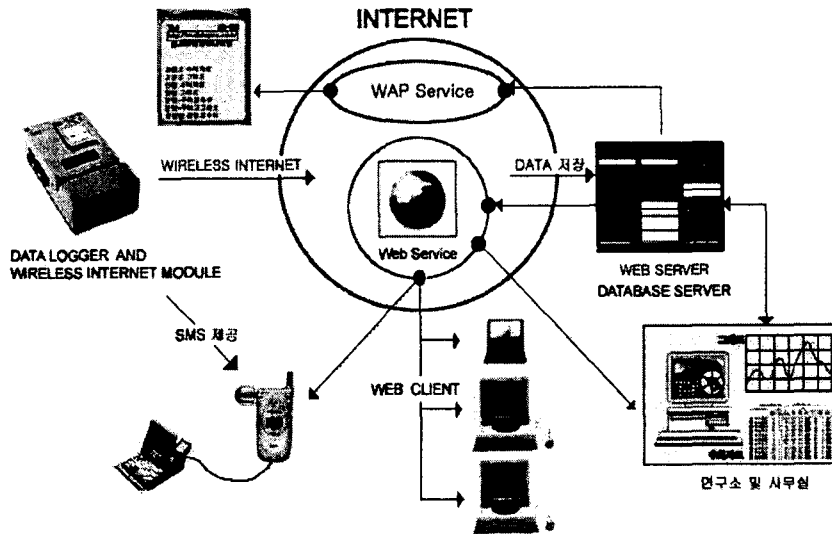 INTERNET
WAP Service
WIRELESS INTERNET
DATA 저장
Web Service
DATA LOGGER AND
WIRELESS INTERNET MODULE
WEB SERVER
DATABASE SERVER
SMS 제공
WEB CLIENT
연구소 및 사무실